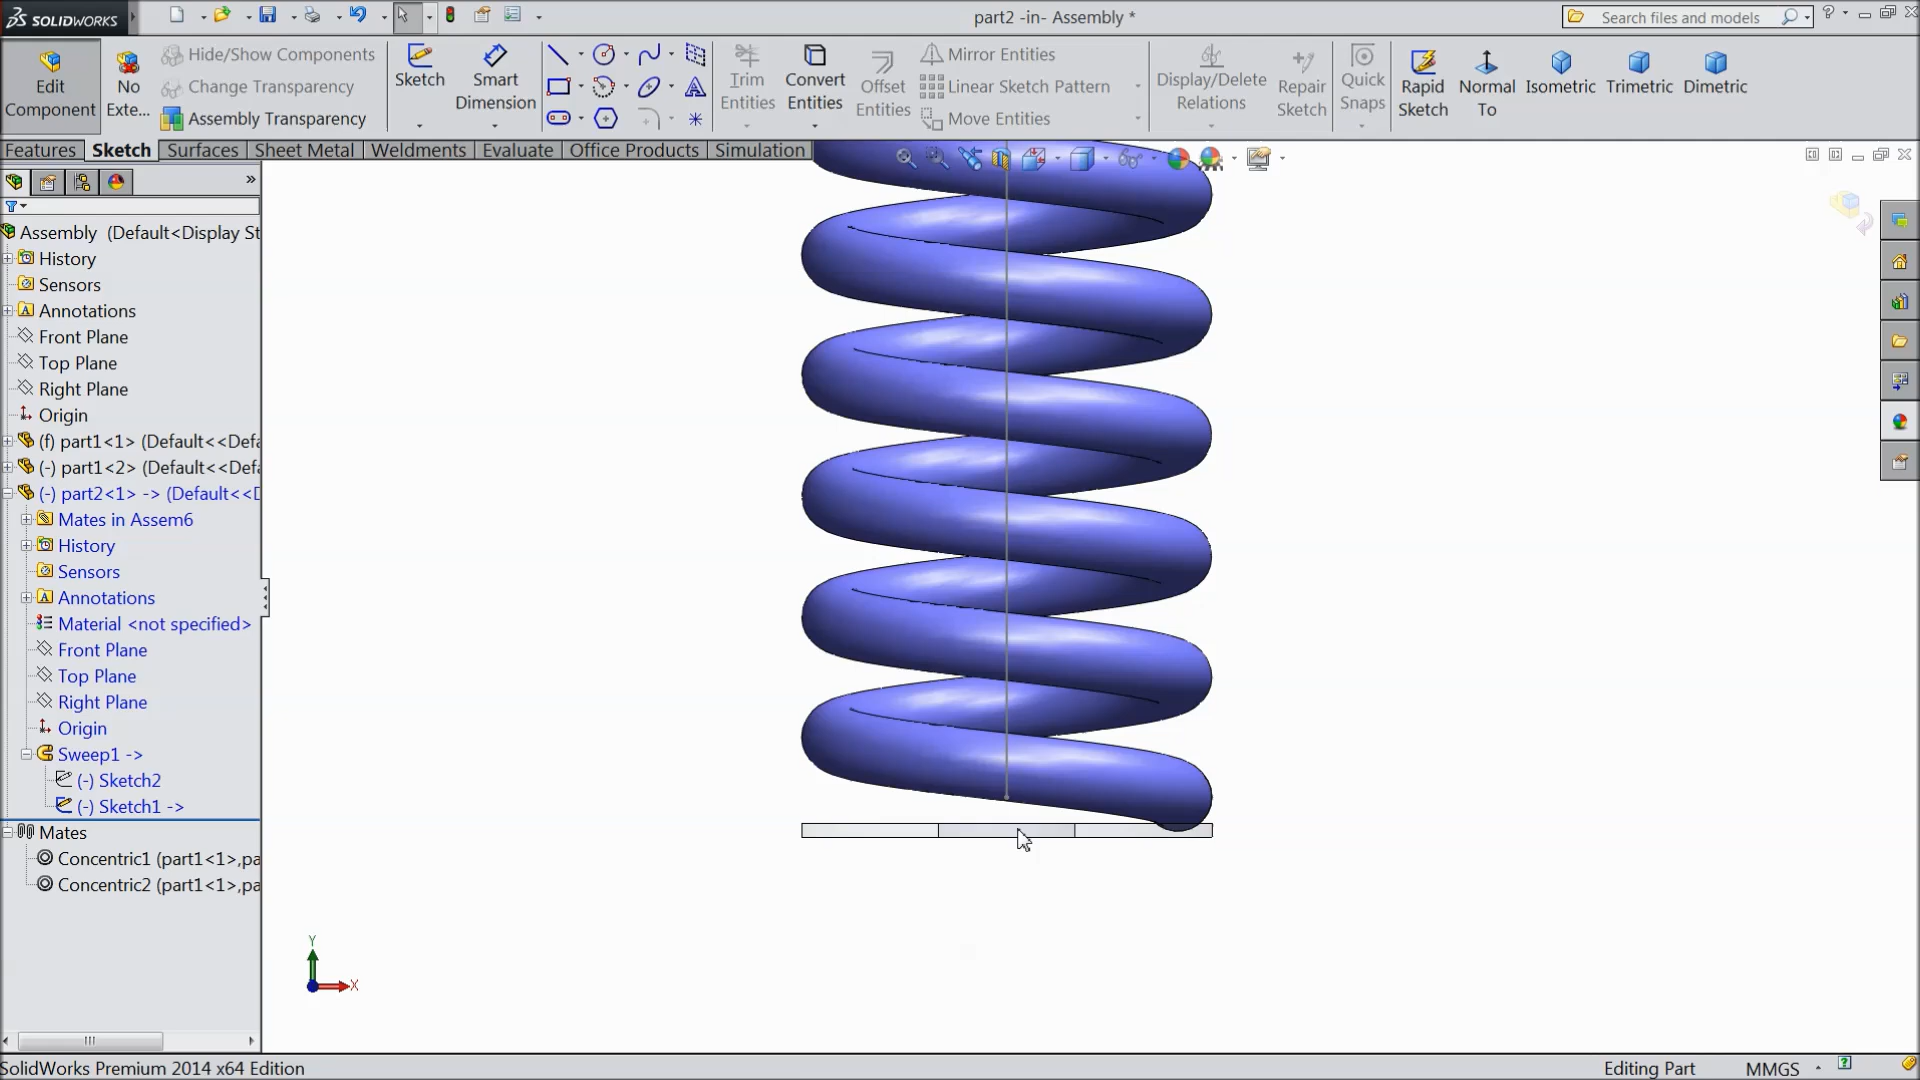 SOLIDWORKS
part2 -in- Assembly *
Search files and models
Edit Component
No Exte...
Hide/Show Components
Change Transparency
Assembly Transparency
Sketch
Smart Dimension
Trim Entities
Convert Entities
Offset Entities
Mirror Entities
Linear Sketch Pattern
Move Entities
Display/Delete Relations
Repair Sketch
Quick Snaps
Rapid Sketch
Normal To
Isometric
Trimetric
Dimetric
Features
Sketch
Surfaces
Sheet Metal
Weldments
Evaluate
Office Products
Simulation
Assembly (Default<Display St
History
Sensors
Annotations
Front Plane
Top Plane
Right Plane
Origin
(f) part1<1> (Default<<Defa
(-) part1<2> (Default<<Defa
(-) part2<1> -> (Default<<D
Mates in Assem6
History
Sensors
Annotations
Material <not specified>
Front Plane
Top Plane
Right Plane
Origin
Sweep1 ->
(-) Sketch2
(-) Sketch1 ->
Mates
Concentric1 (part1<1>,pa
Concentric2 (part1<1>,pa
Y
X
SolidWorks Premium 2014 x64 Edition
Editing Part
MMGS